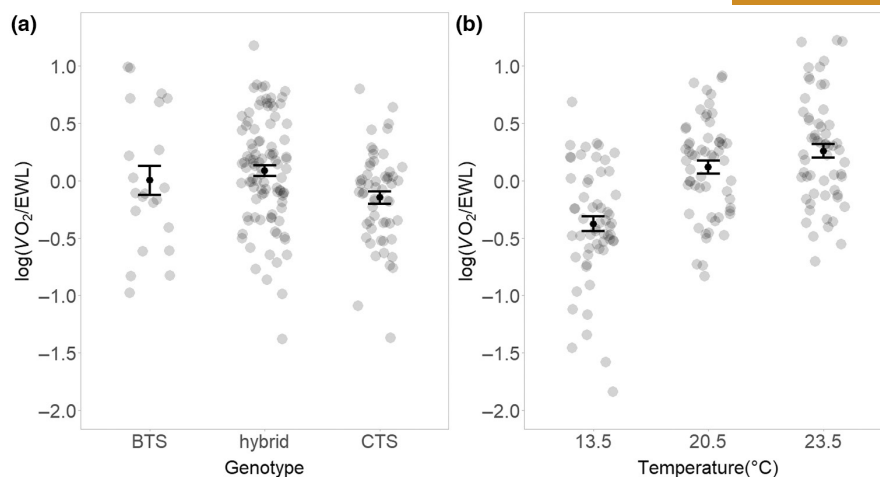 (a)
log(VO₂/EWL)
1.0
0.5
0.0
−0.5
−1.0
−1.5
−2.0
BTS hybrid CTS
Genotype
(b)
log(VO₂/EWL)
1.0
0.5
0.0
−0.5
−1.0
−1.5
−2.0
13.5 20.5 23.5
Temperature(°C)